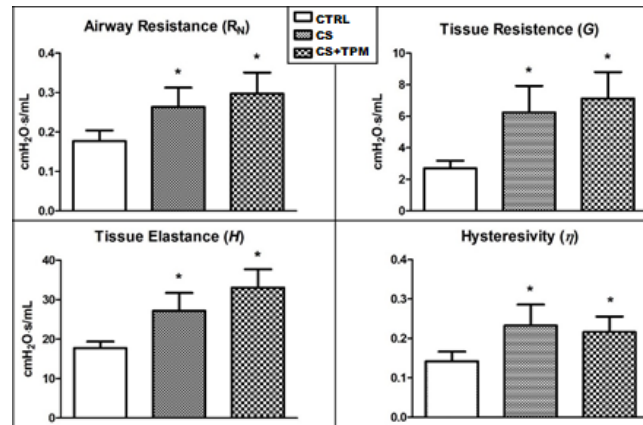 Airway Resistance (RN)
CTRL
CS
CS+TPM
Tissue Resistence (G)
cmH2O·s/mL
0.4
0.3
0.2
0.1
0.0
*
*
cmH2O·s/mL
8
6
4
2
0
*
*
Tissue Elastance (H)
cmH2O·s/mL
40
30
20
10
0
*
*
Hysteresivity (η)
0.4
0.3
0.2
0.1
0.0
*
*